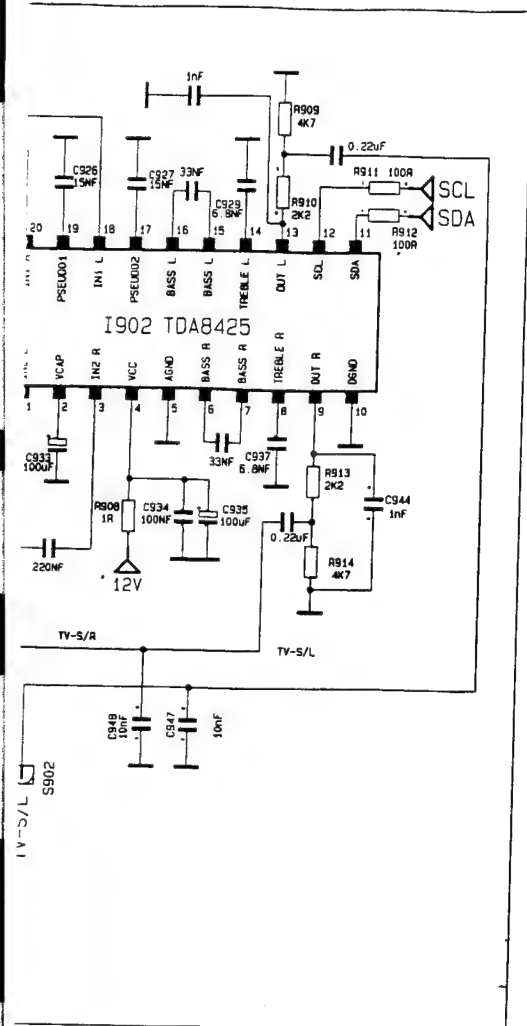 1nF
R909
4K7
0.22uF
C926
15NF
C927
15NF
33NF
C929
6.8NF
R910
2K2
R911 100R
SCL
SDA
R912
100R
20 19 18 17 16 15 14 13 12 11
PSEUDO1
IN1 L
PSEUDO2
BASS L
BASS L
TREBLE L
OUT L
SCL
SDA
I902 TDA8425
VCAP
IN2 R
VCC
AGND
BASS R
BASS R
TREBLE R
OUT R
DGND
1 2 3 4 5 6 7 8 9 10
C933
100uF
33NF
C937
6.8NF
R913
2K2
C944
1nF
R908
1R
C934
100NF
C935
100uF
0.22uF
R914
4K7
220NF
12V
TV-S/R
TV-S/L
C948
10nF
C947
10nF
S902
TV-S/L